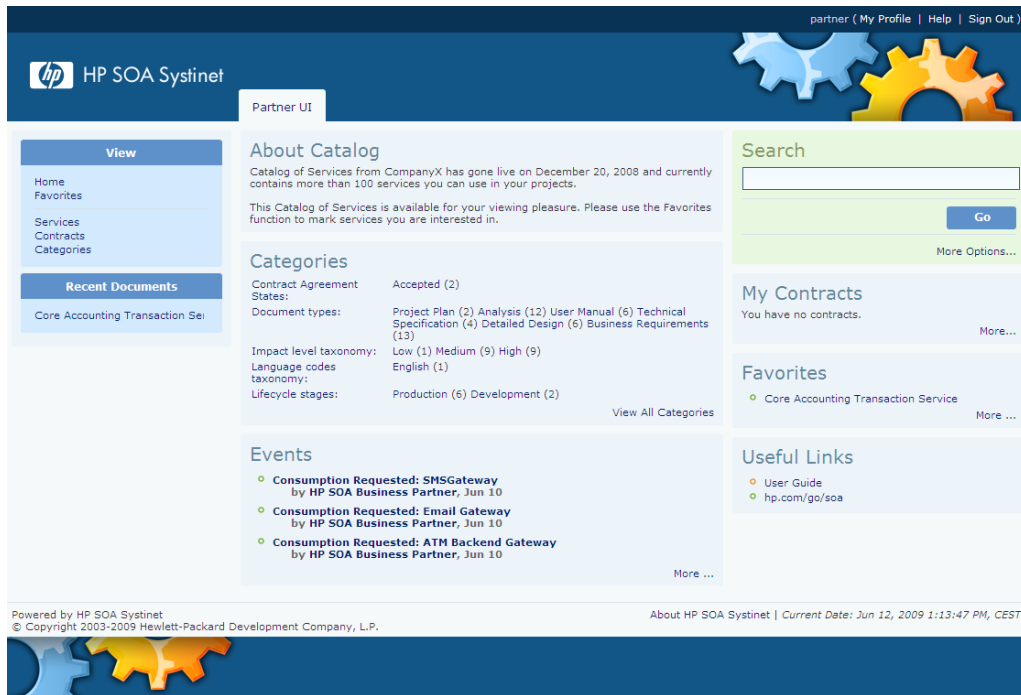 partner ( My Profile | Help | Sign Out )
hp HP SOA Systinet
Partner UI
View
Home
Favorites
Services
Contracts
Categories
Recent Documents
Core Accounting Transaction Ser
About Catalog
Catalog of Services from CompanyX has gone live on December 20, 2008 and currently
contains more than 100 services you can use in your projects.
This Catalog of Services is available for your viewing pleasure. Please use the Favorites
function to mark services you are interested in.
Categories
Contract Agreement Accepted (2)
States:
Document types: Project Plan (2) Analysis (12) User Manual (6) Technical
Specification (4) Detailed Design (6) Business Requirements
(13)
Impact level taxonomy: Low (1) Medium (9) High (9)
Language codes English (1)
taxonomy:
Lifecycle stages: Production (6) Development (2)
View All Categories
Events
Consumption Requested: SMSGateway
by HP SOA Business Partner, Jun 10
Consumption Requested: Email Gateway
by HP SOA Business Partner, Jun 10
Consumption Requested: ATM Backend Gateway
by HP SOA Business Partner, Jun 10
More ...
Search
Go
More Options...
My Contracts
You have no contracts.
More...
Favorites
Core Accounting Transaction Service
More ...
Useful Links
User Guide
hp.com/go/soa
Powered by HP SOA Systinet
© Copyright 2003-2009 Hewlett-Packard Development Company, L.P.
About HP SOA Systinet | Current Date: Jun 12, 2009 1:13:47 PM, CEST